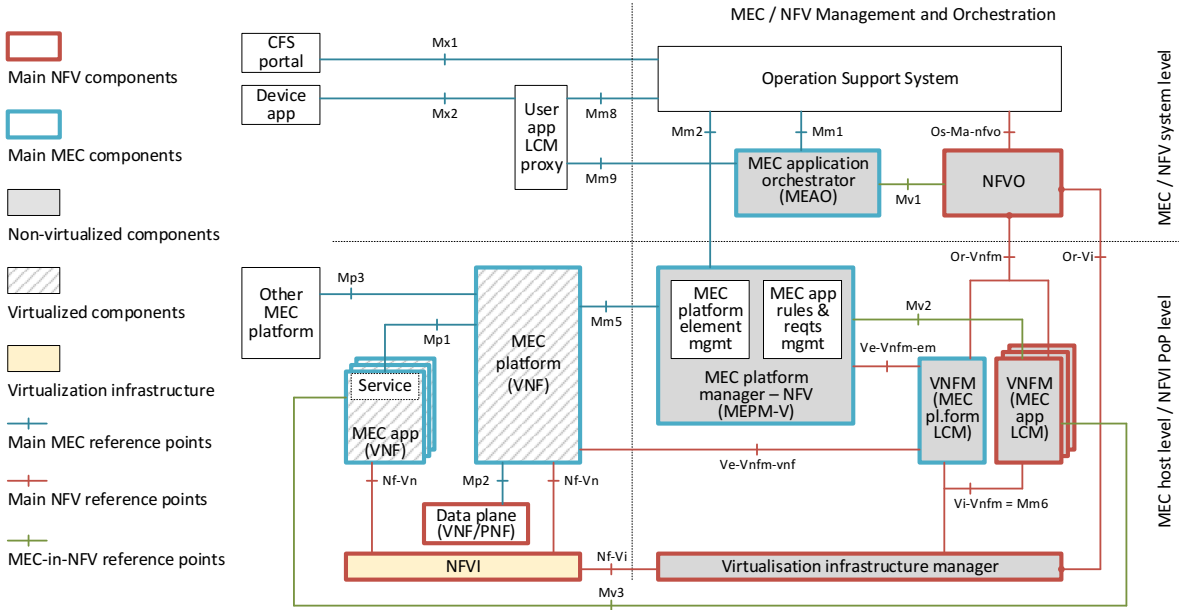 MEC / NFV Management and Orchestration
Main NFV components
Main MEC components
Non-virtualized components
Virtualized components
Virtualization infrastructure
Main MEC reference points
Main NFV reference points
MEC-in-NFV reference points
CFS
portal
Mx1
Device
app
Mx2
User
app
LCM
proxy
Mm8
Mm9
Operation Support System
Mm2
Mm1
Os-Ma-nfvo
MEC application
orchestrator
(MEAO)
Mv1
NFVO
Or-Vnfm
Or-Vi
MEC / NFV system level
Other
MEC
platform
Mp3
Mp1
Service
MEC app
(VNF)
MEC
platform
(VNF)
Mm5
MEC
platform
element
mgmt
MEC app
rules &
reqts
mgmt
MEC platform
manager – NFV
(MEPM-V)
Mv2
Ve-Vnfm-em
VNFM
(MEC
pl.form
LCM)
VNFM
(MEC
app
LCM)
Ve-Vnfm-vnf
Nf-Vn
Mp2
Nf-Vn
Data plane
(VNF/PNF)
Vi-Vnfm = Mm6
NFVI
Nf-Vi
Virtualisation infrastructure manager
Mv3
MEC host level / NFVI PoP level